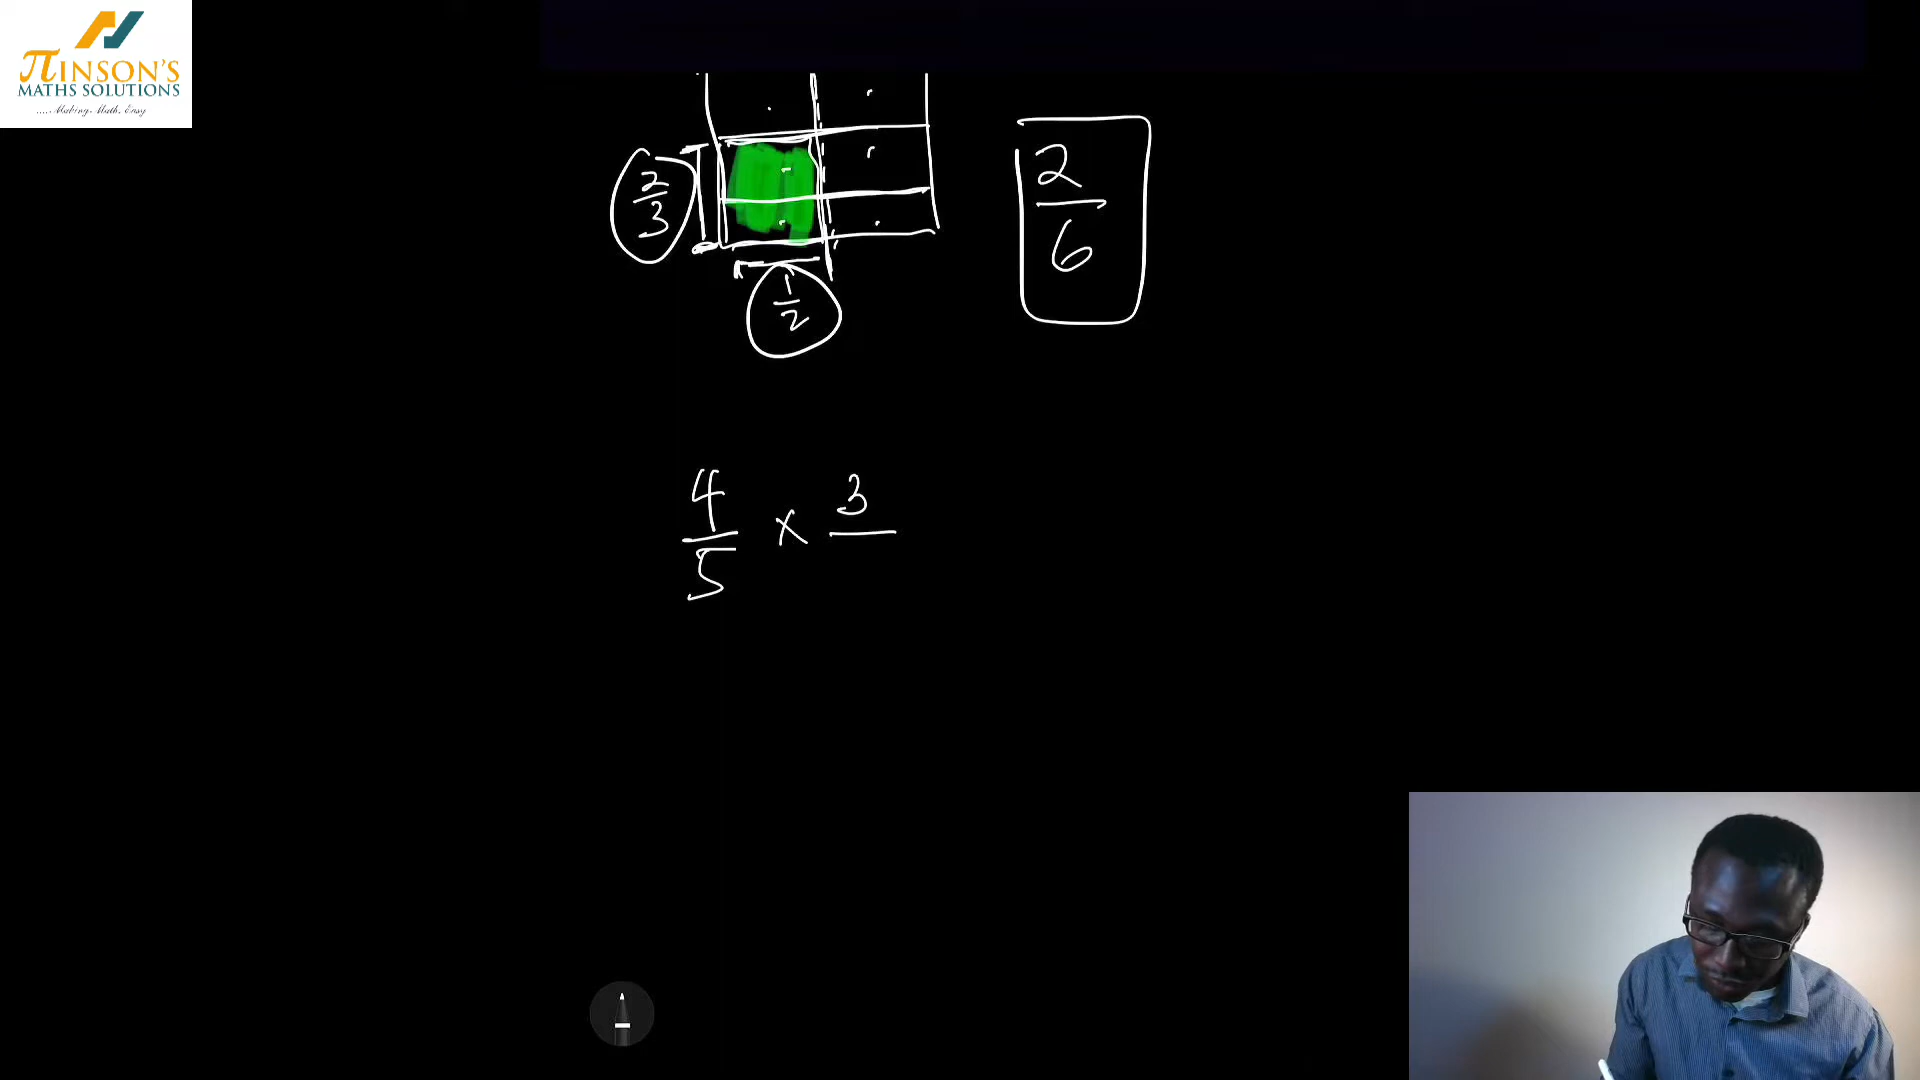 πINSON'S
MATHS SOLUTIONS
....Making Math Easy
2/3
2/6
1/2
4/5 × 3/